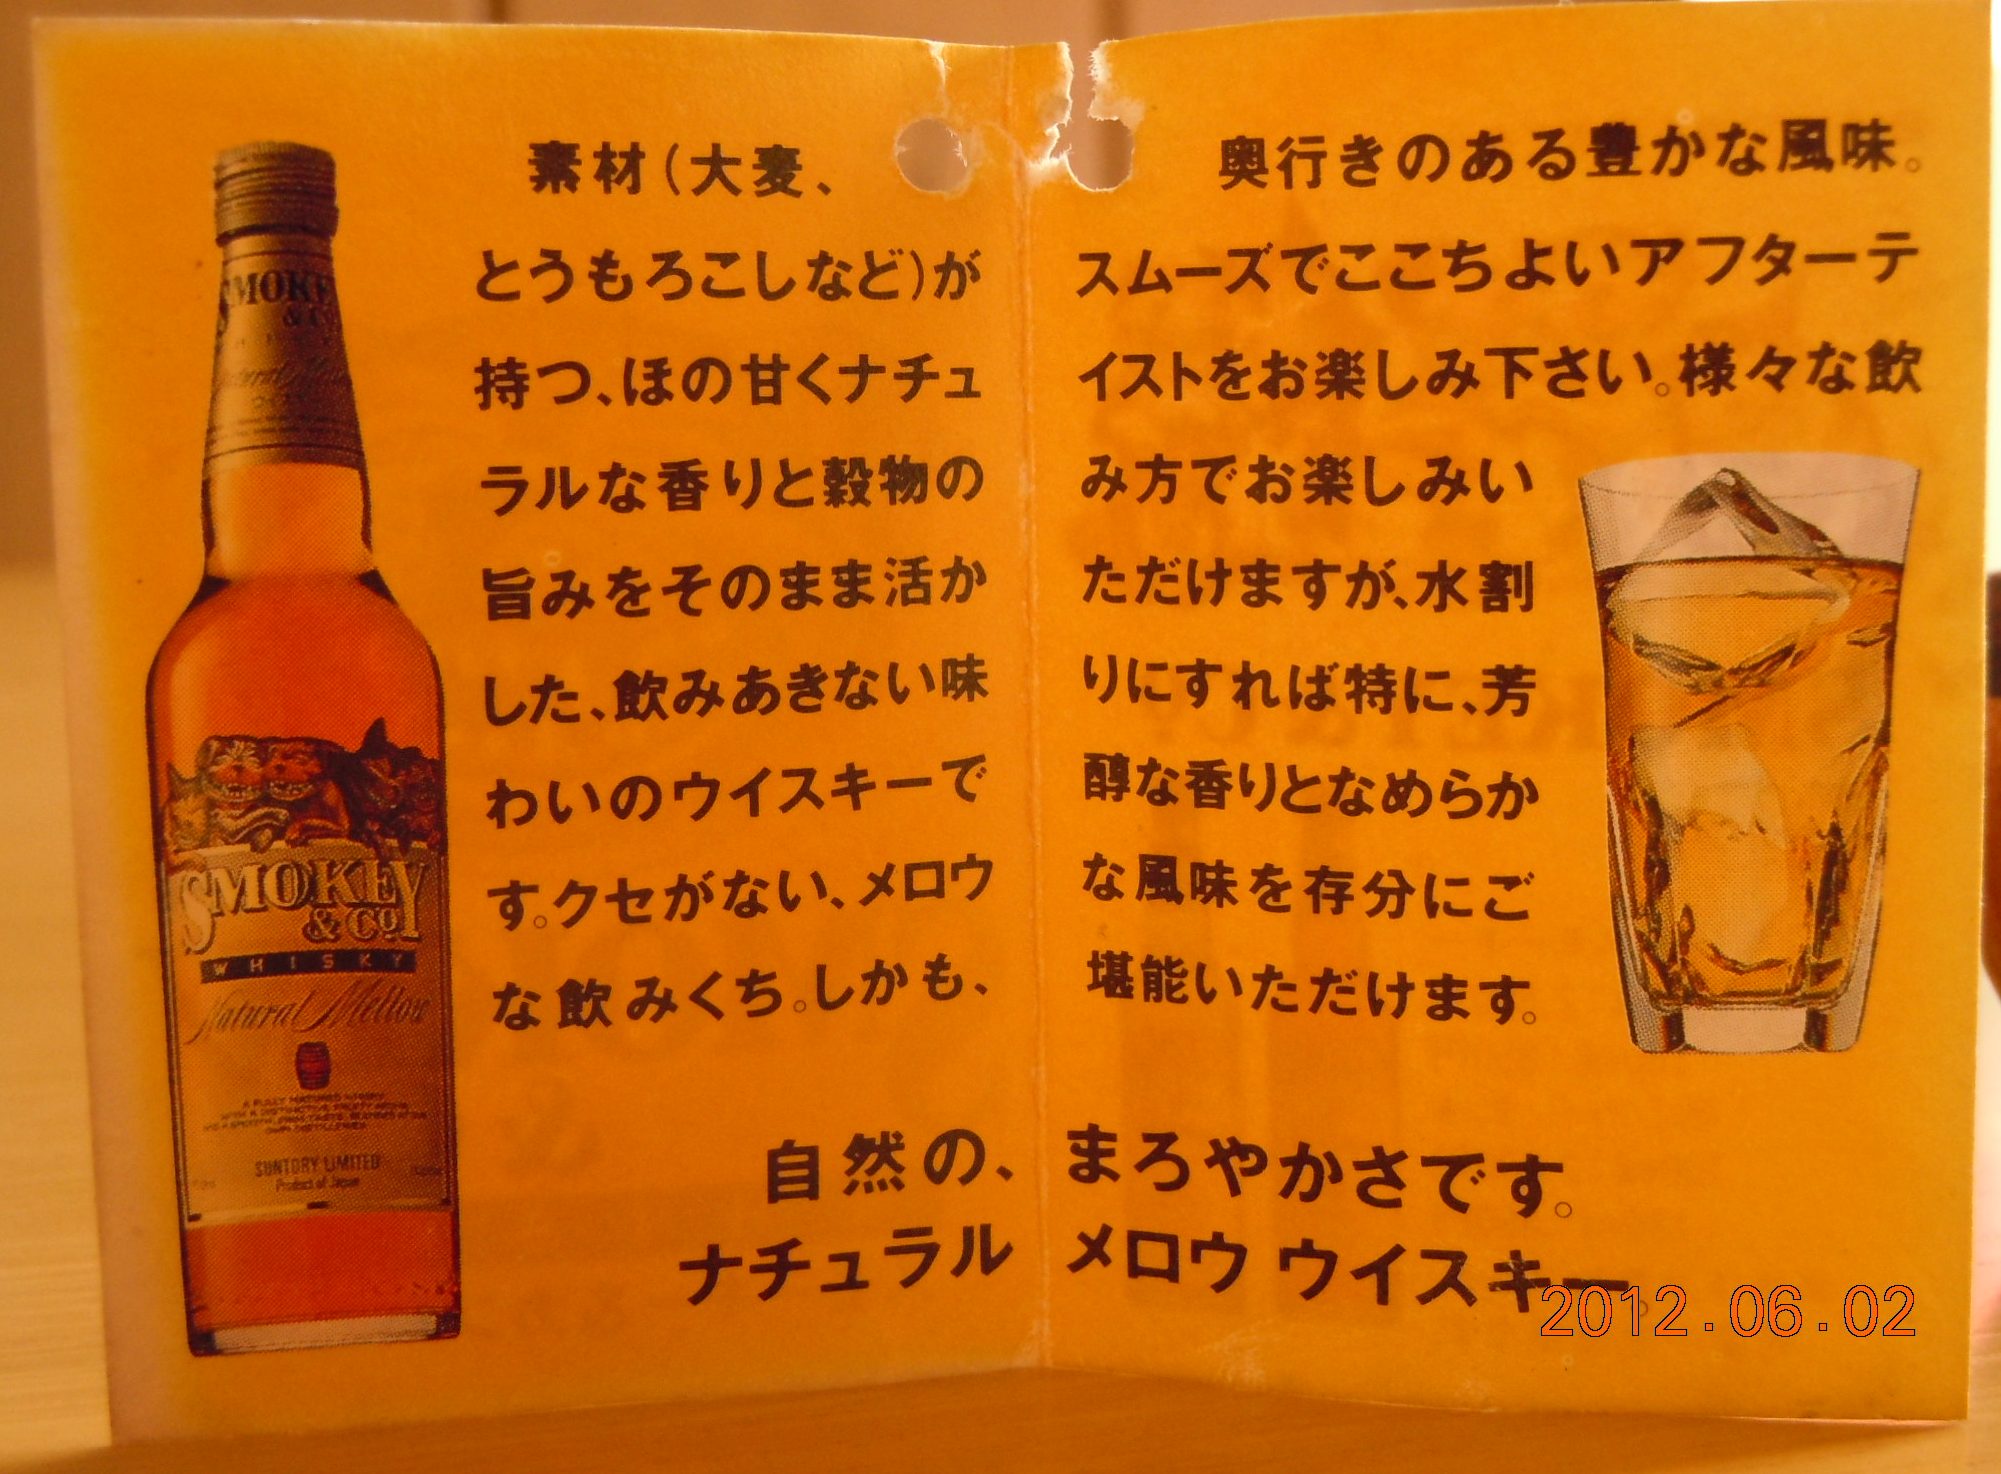 素材(大麦、
とうもろこしなど)が
持つ、ほの甘くナチュ
ラルな香りと穀物の
旨みをそのまま活か
した、飲みあきない味
わいのウイスキーで
す。クセがない、メロウ
な飲みくち。しかも、
奥行きのある豊かな風味。
スムーズでここちよいアフターテ
イストをお楽しみ下さい。様々な飲
み方でお楽しみい
ただけますが、水割
りにすれば特に、芳
醇な香りとなめらか
な風味を存分にご
堪能いただけます。
自然の、まろやかさです。
ナチュラル メロウ ウイスキー。
SMOKEY
& Co.
WHISKY
Natural Mellow
A FULLY MATURED WHISKY
SUNTORY LIMITED
Product of Japan
2012.06.02